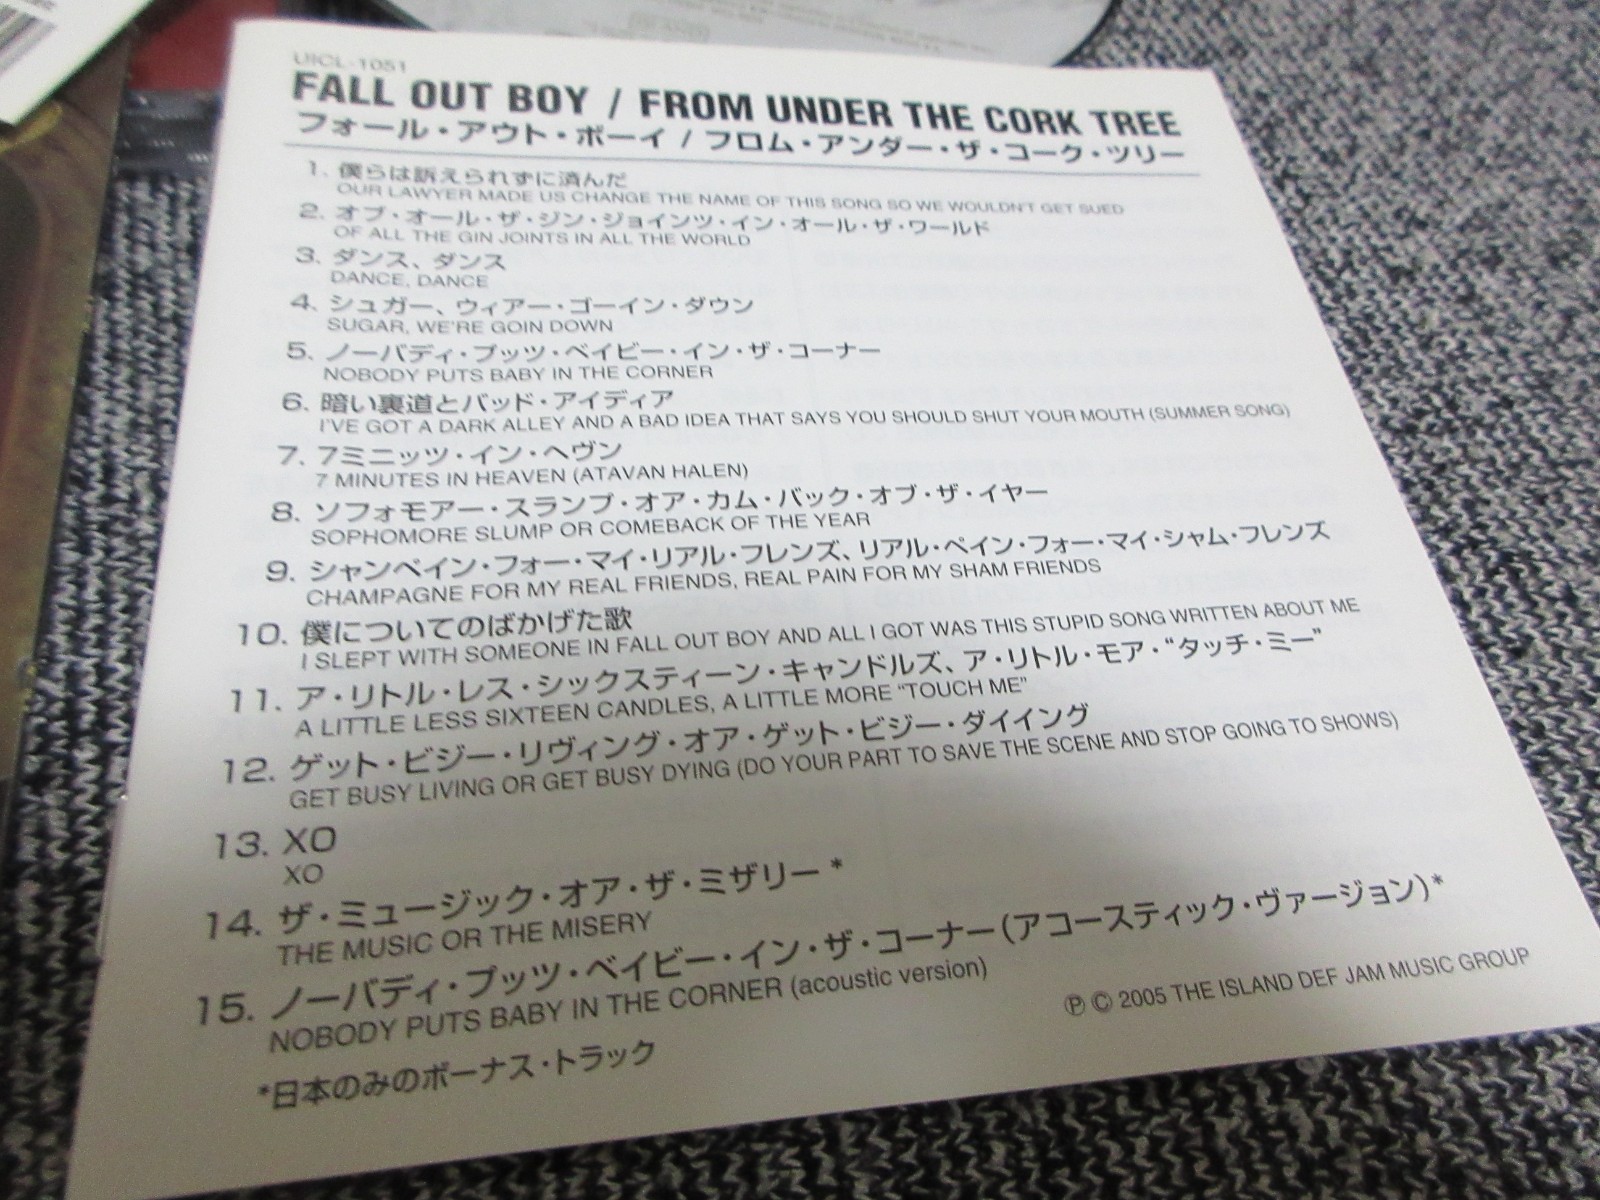 UICL-1051
FALL OUT BOY / FROM UNDER THE CORK TREE
フォール・アウト・ボーイ / フロム・アンダー・ザ・コーク・ツリー
1. 僕らは訴えられずに済んだ
OUR LAWYER MADE US CHANGE THE NAME OF THIS SONG SO WE WOULDN'T GET SUED
2. オブ・オール・ザ・ジン・ジョインツ・イン・オール・ザ・ワールド
OF ALL THE GIN JOINTS IN ALL THE WORLD
3. ダンス、ダンス
DANCE, DANCE
4. シュガー、ウィアー・ゴーイン・ダウン
SUGAR, WE'RE GOIN DOWN
5. ノーバディ・プッツ・ベイビー・イン・ザ・コーナー
NOBODY PUTS BABY IN THE CORNER
6. 暗い裏道とバッド・アイディア
I'VE GOT A DARK ALLEY AND A BAD IDEA THAT SAYS YOU SHOULD SHUT YOUR MOUTH (SUMMER SONG)
7. 7ミニッツ・イン・ヘヴン
7 MINUTES IN HEAVEN (ATAVAN HALEN)
8. ソフォモアー・スランプ・オア・カム・バック・オブ・ザ・イヤー
SOPHOMORE SLUMP OR COMEBACK OF THE YEAR
9. シャンペイン・フォー・マイ・リアル・フレンズ、リアル・ペイン・フォー・マイ・シャム・フレンズ
CHAMPAGNE FOR MY REAL FRIENDS, REAL PAIN FOR MY SHAM FRIENDS
10. 僕についてのばかげた歌
I SLEPT WITH SOMEONE IN FALL OUT BOY AND ALL I GOT WAS THIS STUPID SONG WRITTEN ABOUT ME
11. ア・リトル・レス・シックスティーン・キャンドルズ、ア・リトル・モア・“タッチ・ミー”
A LITTLE LESS SIXTEEN CANDLES, A LITTLE MORE “TOUCH ME”
12. ゲット・ビジー・リヴィング・オア・ゲット・ビジー・ダイイング
GET BUSY LIVING OR GET BUSY DYING (DO YOUR PART TO SAVE THE SCENE AND STOP GOING TO SHOWS)
13. XO
XO
14. ザ・ミュージック・オア・ザ・ミザリー*
THE MUSIC OR THE MISERY
15. ノーバディ・プッツ・ベイビー・イン・ザ・コーナー(アコースティック・ヴァージョン)*
NOBODY PUTS BABY IN THE CORNER (acoustic version)
℗ © 2005 THE ISLAND DEF JAM MUSIC GROUP
*日本のみのボーナス・トラック